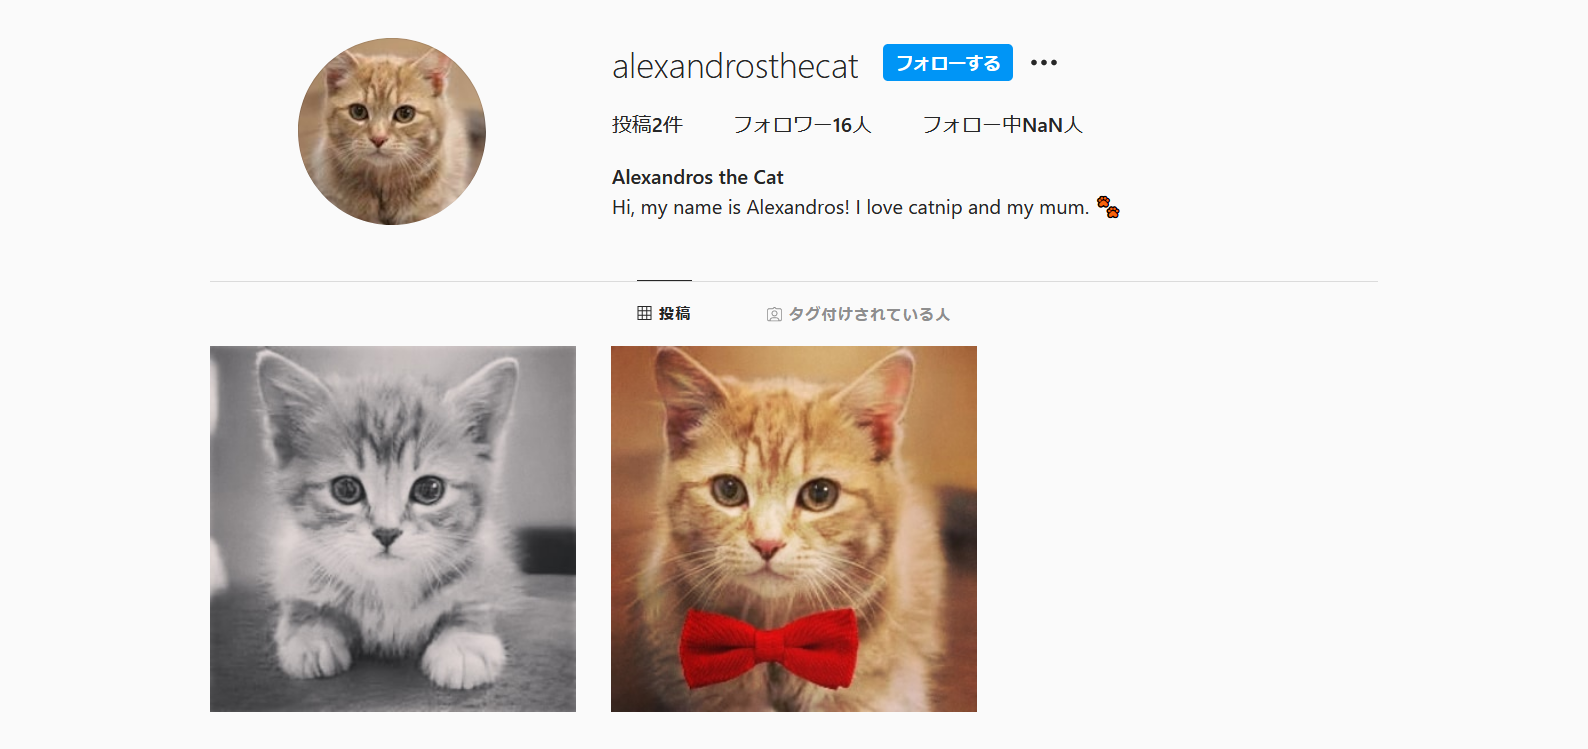 alexandrosthecat フォローする
投稿2件 フォロワー16人 フォロー中NaN人
Alexandros the Cat
Hi, my name is Alexandros! I love catnip and my mum. 🐾
投稿 タグ付けされている人